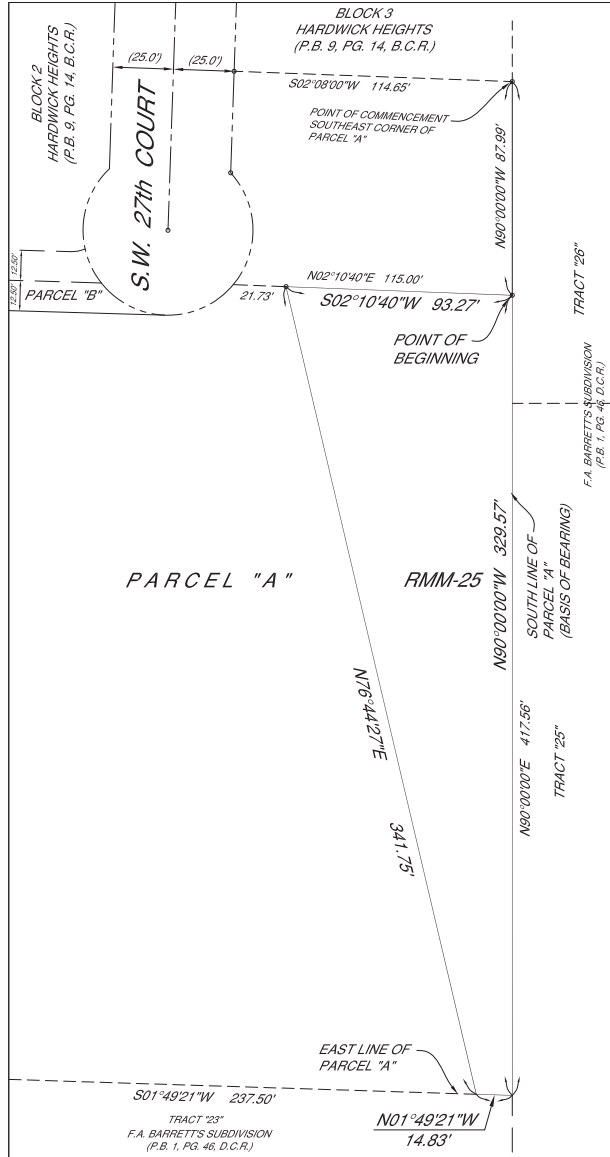 BLOCK 3
HARDWICK HEIGHTS
(P.B. 9, PG. 14, B.C.R.)
BLOCK 2
HARDWICK HEIGHTS
(P.B. 9, PG. 14, B.C.R.)
(25.0')
(25.0')
S02°08'00"W 114.65'
POINT OF COMMENCEMENT
SOUTHEAST CORNER OF
PARCEL "A"
S.W. 27th COURT
N90°00'00"W 87.99'
12.50'
12.50'
PARCEL "B"
21.73'
N02°10'40"E 115.00'
S02°10'40"W 93.27'
POINT OF
BEGINNING
TRACT "26"
F.A. BARRETT'S SUBDIVISION
(P.B. 1, PG. 46, D.C.R.)
PARCEL "A"
RMM-25
N90°00'00"W 329.57'
SOUTH LINE OF
PARCEL "A"
(BASIS OF BEARING)
N76°44'27"E 341.75'
N90°00'00"E 417.56'
TRACT "25"
EAST LINE OF
PARCEL "A"
S01°49'21"W 237.50'
TRACT "23"
F.A. BARRETT'S SUBDIVISION
(P.B. 1, PG. 46, D.C.R.)
N01°49'21"W
14.83'